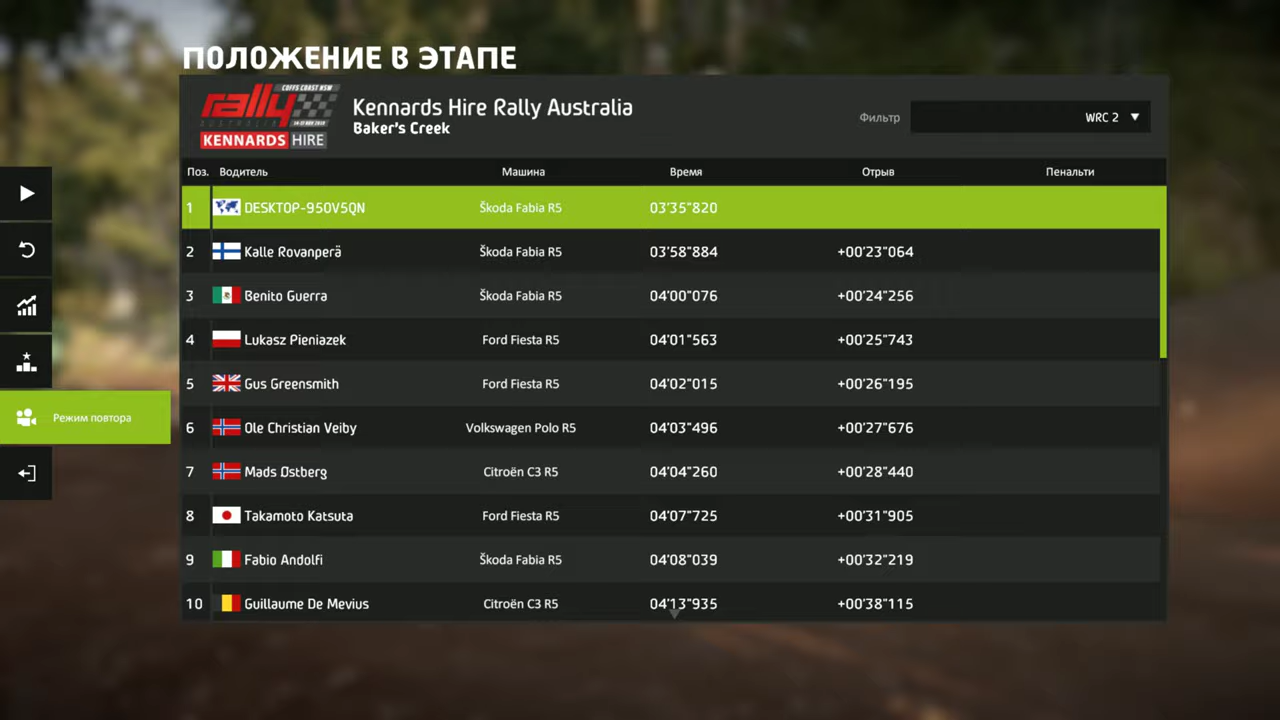 ПОЛОЖЕНИЕ В ЭТАПЕ
COFFS COAST NSW
rally
AUSTRALIA
KENNARDS HIRE
Kennards Hire Rally Australia
Baker's Creek
Фильтр WRC 2
Поз. Водитель Машина Время Отрыв Пенальти
1 DESKTOP-950V5QN Škoda Fabia R5 03'35"820
2 Kalle Rovanperä Škoda Fabia R5 03'58"884 +00'23"064
3 Benito Guerra Škoda Fabia R5 04'00"076 +00'24"256
4 Lukasz Pieniazek Ford Fiesta R5 04'01"563 +00'25"743
5 Gus Greensmith Ford Fiesta R5 04'02"015 +00'26"195
6 Ole Christian Veiby Volkswagen Polo R5 04'03"496 +00'27"676
7 Mads Østberg Citroën C3 R5 04'04"260 +00'28"440
8 Takamoto Katsuta Ford Fiesta R5 04'07"725 +00'31"905
9 Fabio Andolfi Škoda Fabia R5 04'08"039 +00'32"219
10 Guillaume De Mevius Citroën C3 R5 04'13"935 +00'38"115
Режим повтора